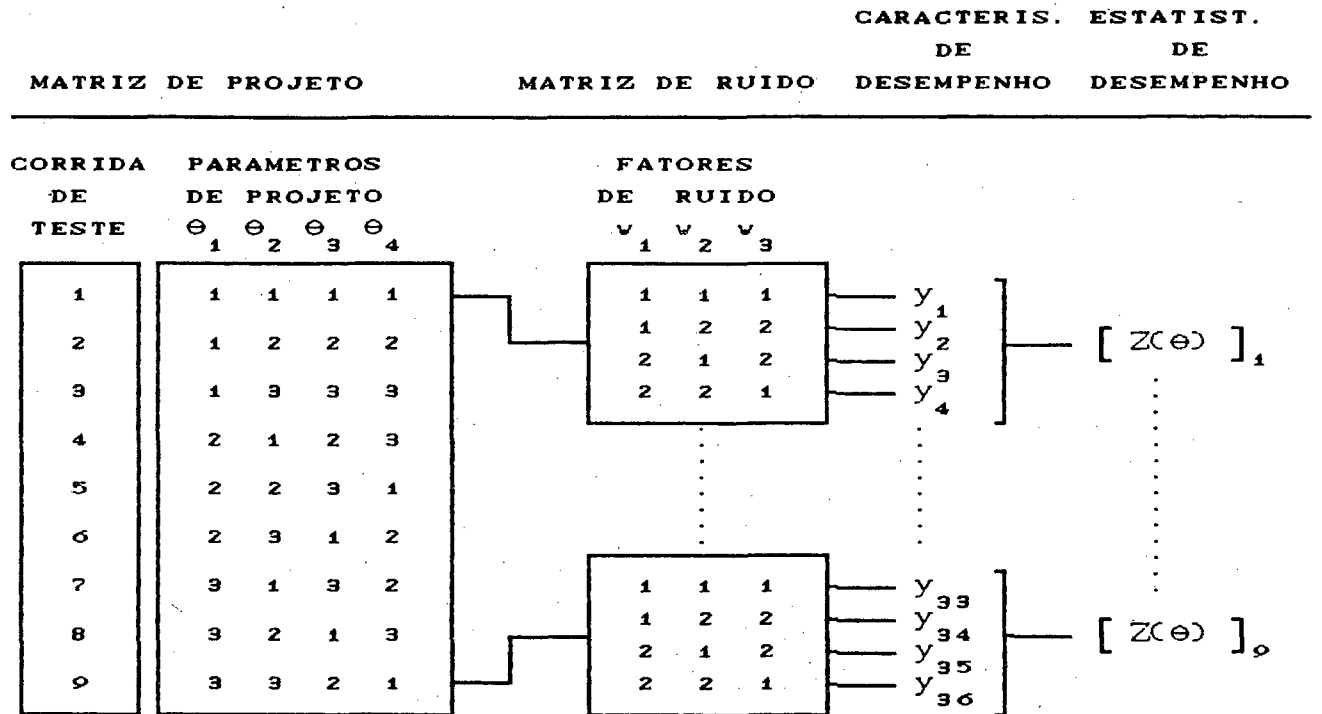 CARACTERIS. ESTATIST.
DE DE
MATRIZ DE PROJETO MATRIZ DE RUIDO DESEMPENHO DESEMPENHO
CORRIDA PARAMETROS FATORES
DE DE PROJETO DE RUIDO
TESTE Θ1 Θ2 Θ3 Θ4 w1 w2 w3
1 1 1 1 1 1 1 1 y1
1 2 2 y2
2 1 2 2 2 [ Z(Θ) ]1
2 1 2 y3
3 1 3 3 3 2 2 1 y4
4 2 1 2 3
5 2 2 3 1
6 2 3 1 2
7 3 1 3 2 1 1 1 y33
1 2 2 y34
8 3 2 1 3 [ Z(Θ) ]9
2 1 2 y35
9 3 3 2 1 2 2 1 y36